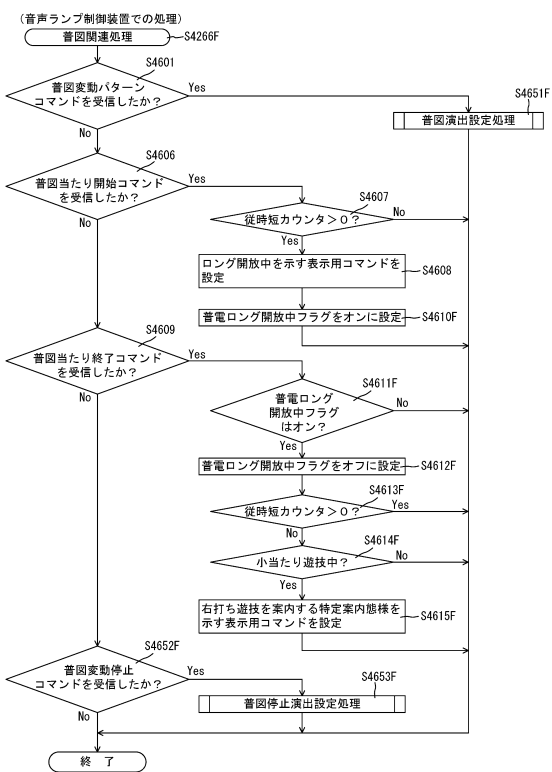 (音声ランプ制御装置での処理)
普図関連処理
S4266F
S4601
普図変動パターン
コマンドを受信したか?
Yes
No
S4651F
普図演出設定処理
S4606
普図当たり開始コマンド
を受信したか?
Yes
No
S4607
従時短カウンタ>0?
No
Yes
ロング開放中を示す表示用コマンドを
設定
S4608
普電ロング開放中フラグをオンに設定
S4610F
S4609
普図当たり終了コマンド
を受信したか?
Yes
No
S4611F
普電ロング
開放中フラグ
はオン?
No
Yes
普電ロング開放中フラグをオフに設定
S4612F
S4613F
従時短カウンタ>0?
Yes
No
S4614F
小当たり遊技中?
No
Yes
右打ち遊技を案内する特定案内態様を
示す表示用コマンドを設定
S4615F
S4652F
普図変動停止
コマンドを受信したか?
Yes
No
S4653F
普図停止演出設定処理
終 了